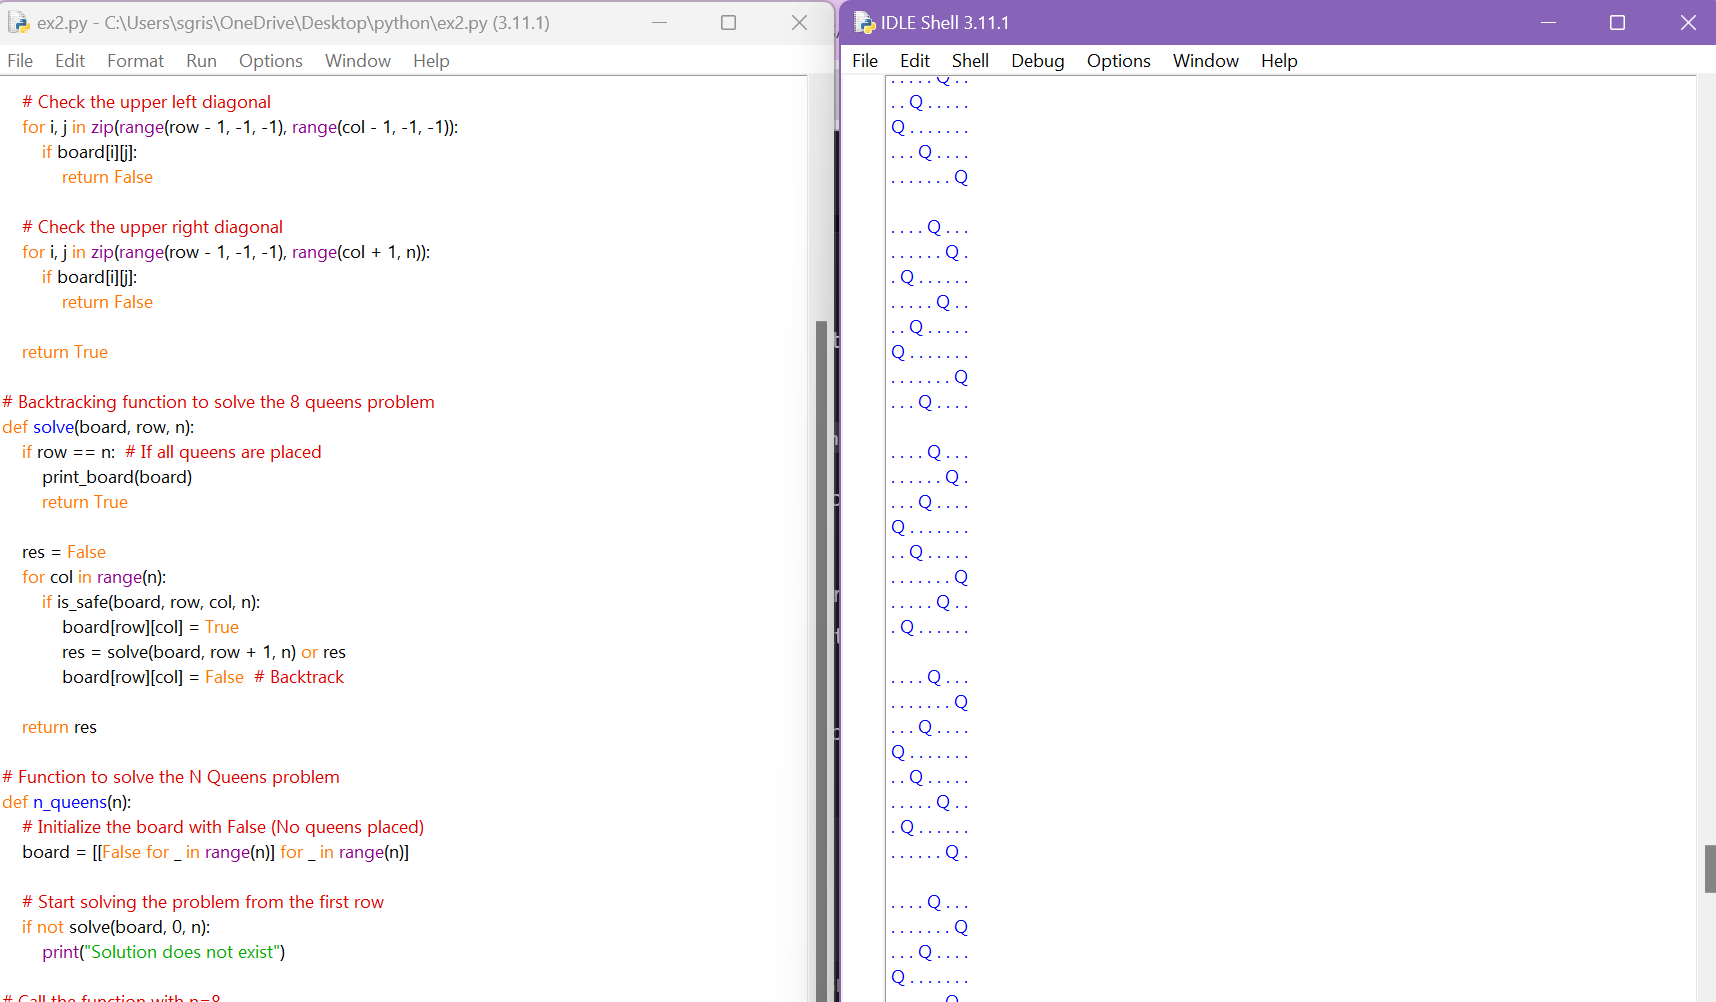 ex2.py - C:\Users\sgris\OneDrive\Desktop\python\ex2.py (3.11.1)
File Edit Format Run Options Window Help
# Check the upper left diagonal
for i, j in zip(range(row - 1, -1, -1), range(col - 1, -1, -1)):
if board[i][j]:
return False
# Check the upper right diagonal
for i, j in zip(range(row - 1, -1, -1), range(col + 1, n)):
if board[i][j]:
return False
return True
# Backtracking function to solve the 8 queens problem
def solve(board, row, n):
if row == n:  # If all queens are placed
print_board(board)
return True
res = False
for col in range(n):
if is_safe(board, row, col, n):
board[row][col] = True
res = solve(board, row + 1, n) or res
board[row][col] = False  # Backtrack
return res
# Function to solve the N Queens problem
def n_queens(n):
# Initialize the board with False (No queens placed)
board = [[False for _ in range(n)] for _ in range(n)]
# Start solving the problem from the first row
if not solve(board, 0, n):
print("Solution does not exist")
# Call the function with n=8
IDLE Shell 3.11.1
File Edit Shell Debug Options Window Help
. . . . . Q . .
. . Q . . . . .
Q . . . . . . .
. . . Q . . . .
. . . . . . . Q
. . . . Q . . .
. . . . . . Q .
. Q . . . . . .
. . . . . Q . .
. . Q . . . . .
Q . . . . . . .
. . . . . . . Q
. . . Q . . . .
. . . . Q . . .
. . . . . . Q .
. . . Q . . . .
Q . . . . . . .
. . Q . . . . .
. . . . . . . Q
. . . . . Q . .
. Q . . . . . .
. . . . Q . . .
. . . . . . . Q
. . . Q . . . .
Q . . . . . . .
. . Q . . . . .
. . . . . Q . .
. Q . . . . . .
. . . . . . Q .
. . . . Q . . .
. . . . . . . Q
. . . Q . . . .
Q . . . . . . .